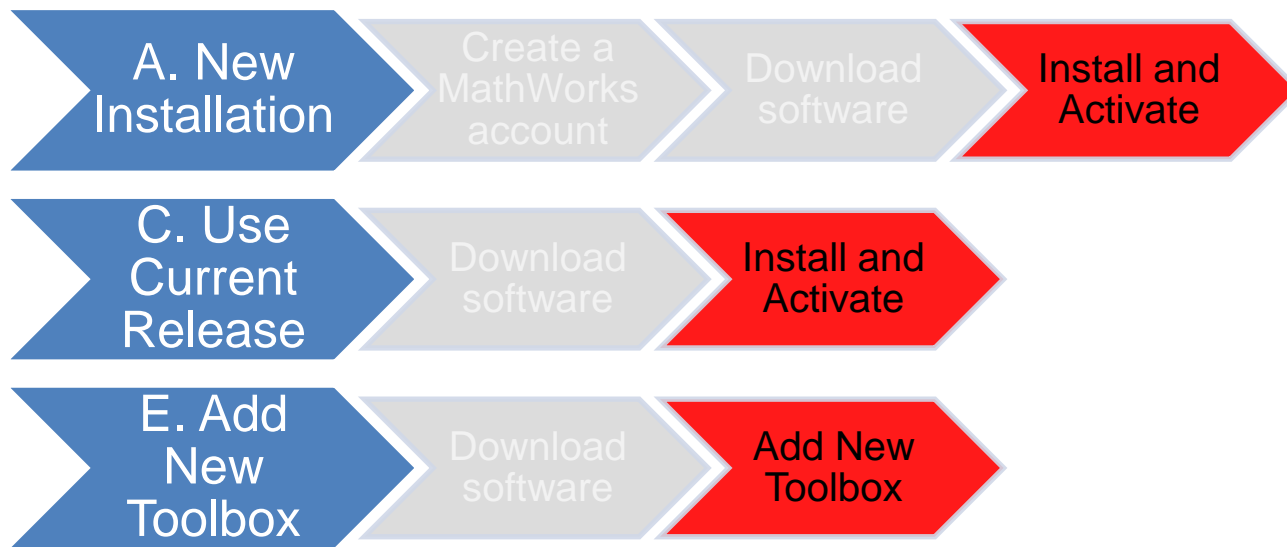 A. New
Installation
Create a
MathWorks
account
Download
software
Install and
Activate
C. Use
Current
Release
Download
software
Install and
Activate
E. Add
New
Toolbox
Download
software
Add New
Toolbox